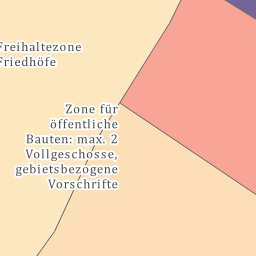 Freihaltezone
Friedhöfe
Zone für
öffentliche
Bauten: max. 2
Vollgeschosse,
gebietsbezogene
Vorschrifte